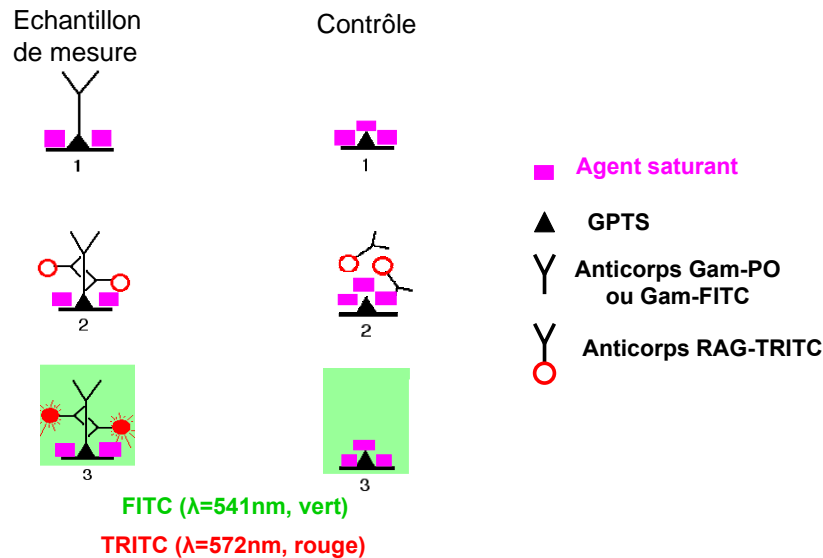 Echantillon
de mesure
Contrôle
1
1
Agent saturant
GPTS
Anticorps Gam-PO
ou Gam-FITC
2
2
Anticorps RAG-TRITC
3
3
FITC (λ=541nm, vert)
TRITC (λ=572nm, rouge)